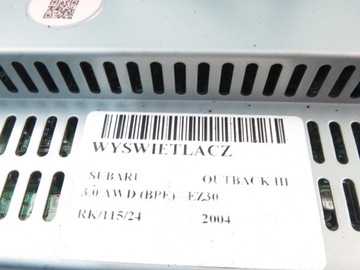 WYSWIETLACZ
SUBARU OUTBACK III
3.0 AWD (BPE) - EZ30
RK/115/24 2004